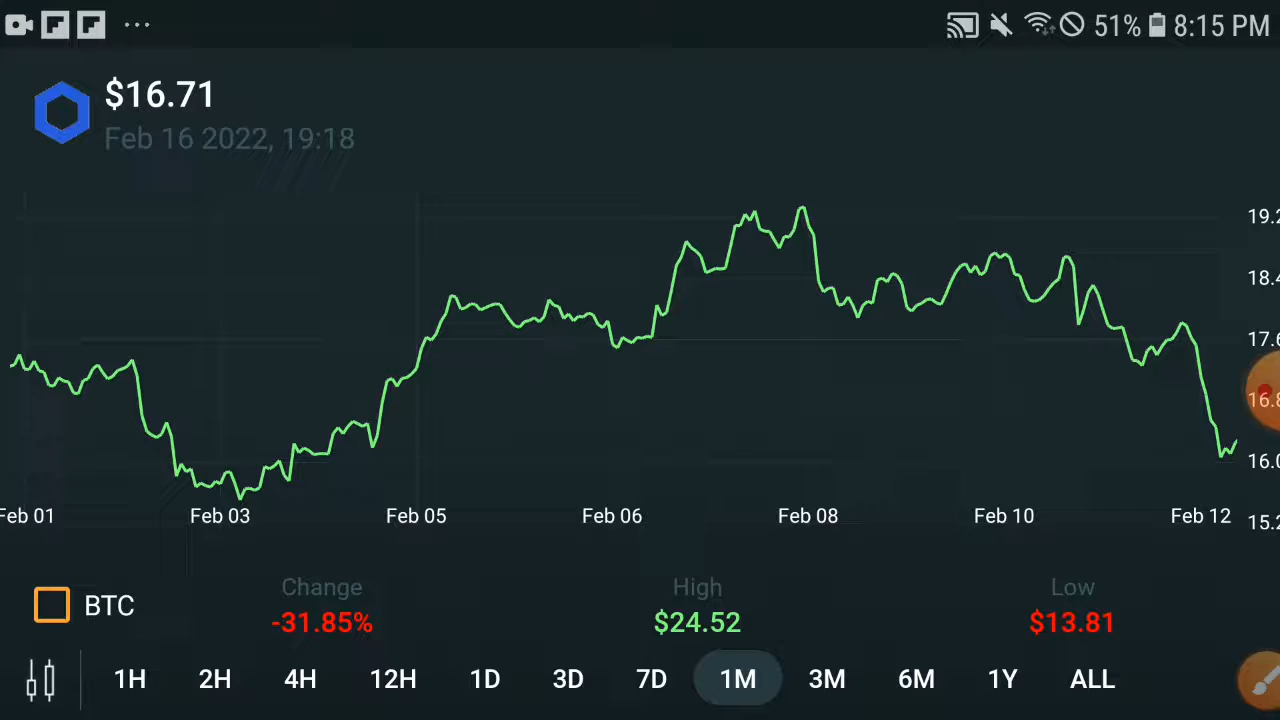 51% 8:15 PM
$16.71
Feb 16 2022, 19:18
19.2
18.4
17.6
16.8
16.0
15.2
Feb 01 Feb 03 Feb 05 Feb 06 Feb 08 Feb 10 Feb 12
Change High Low
BTC -31.85% $24.52 $13.81
1H 2H 4H 12H 1D 3D 7D 1M 3M 6M 1Y ALL